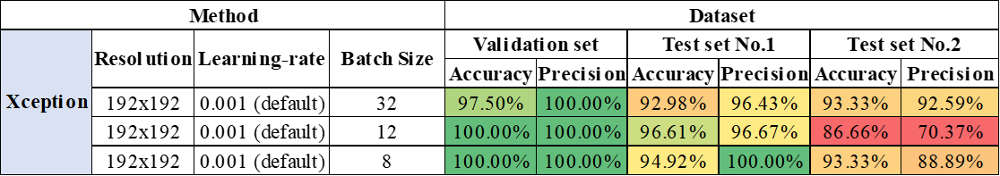 Method Dataset
Xception Resolution Learning-rate Batch Size Validation set Test set No.1 Test set No.2
Accuracy Precision Accuracy Precision Accuracy Precision
192x192 0.001 (default) 32 97.50% 100.00% 92.98% 96.43% 93.33% 92.59%
192x192 0.001 (default) 12 100.00% 100.00% 96.61% 96.67% 86.66% 70.37%
192x192 0.001 (default) 8 100.00% 100.00% 94.92% 100.00% 93.33% 88.89%